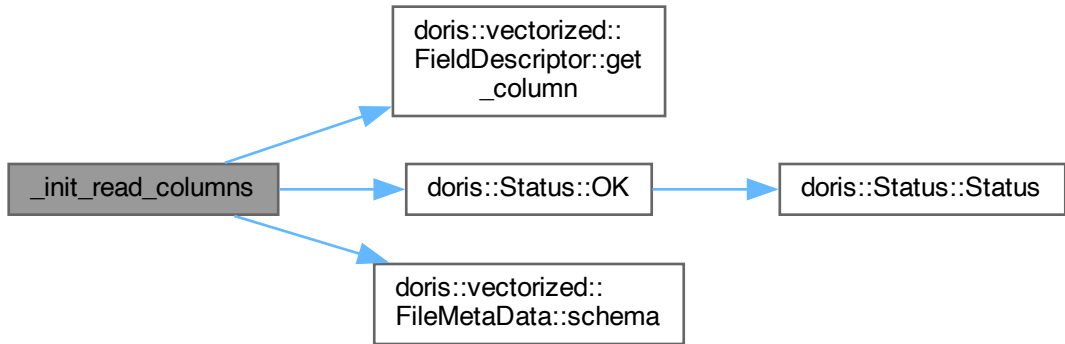 _init_read_columns
doris::vectorized::
FieldDescriptor::get
_column
doris::Status::OK
doris::Status::Status
doris::vectorized::
FileMetaData::schema